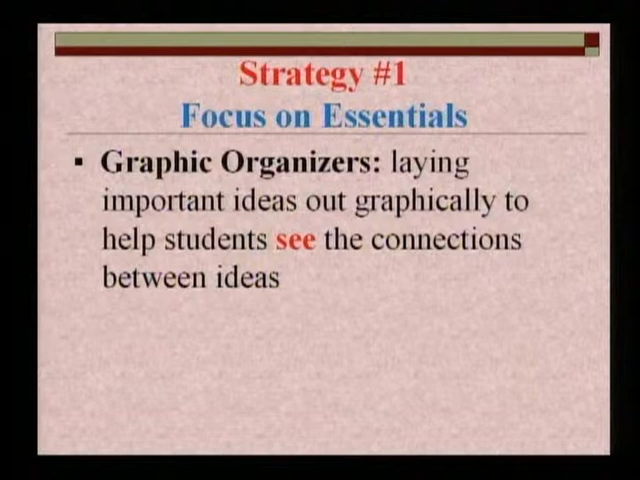 Strategy #1
Focus on Essentials
▪ Graphic Organizers: laying
important ideas out graphically to
help students see the connections
between ideas